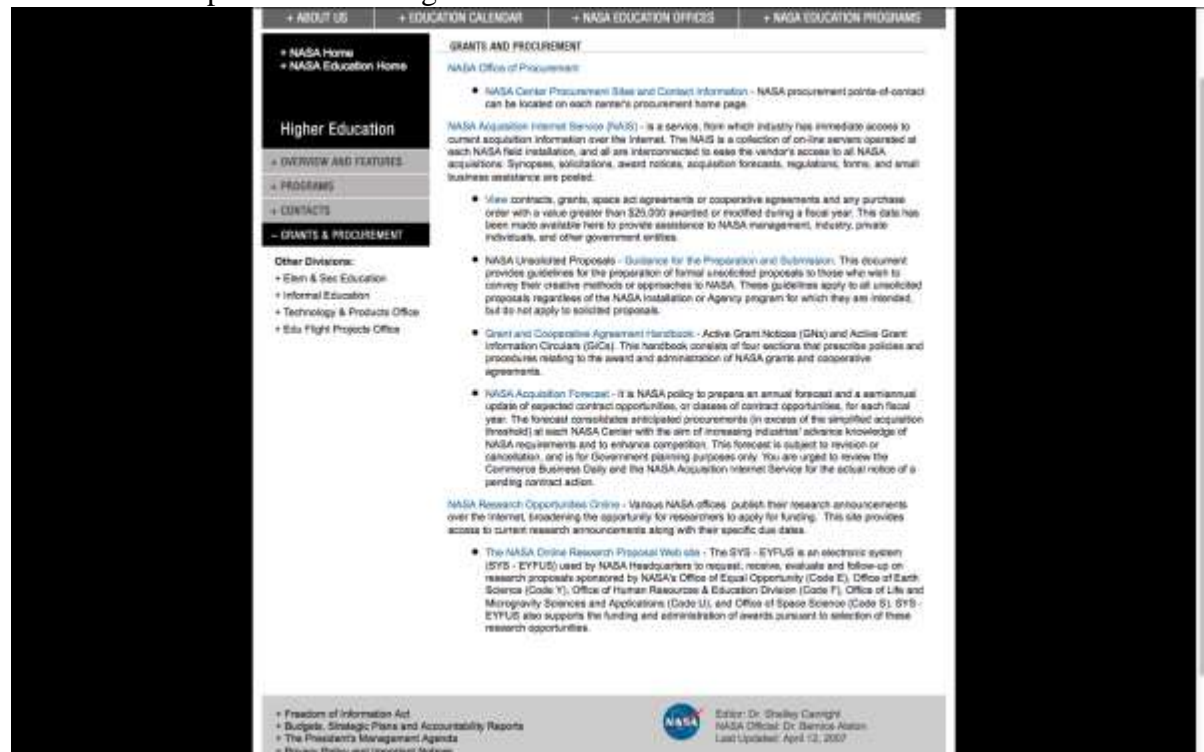 + ABOUT US
+ EDUCATION CALENDAR
+ NASA EDUCATION OFFICES
+ NASA EDUCATION PROGRAMS
+ NASA Home
+ NASA Education Home
Higher Education
+ OVERVIEW AND FEATURES
+ PROGRAMS
+ CONTACTS
– GRANTS & PROCUREMENT
Other Divisions:
+ Elem & Sec Education
+ Informal Education
+ Technology & Products Office
+ Edu Flight Projects Office
GRANTS AND PROCUREMENT
NASA Office of Procurement
• NASA Center Procurement Sites and Contact Information - NASA procurement points-of-contact
can be located on each center's procurement home page.
NASA Acquisition Internet Service (NAIS) - is a service, from which industry has immediate access to
current acquisition information over the Internet. The NAIS is a collection of on-line servers operated at
each NASA field installation, and all are interconnected to ease the vendor's access to all NASA
acquisitions. Synopses, solicitations, award notices, acquisition forecasts, regulations, forms, and small
business assistance are posted.
• View contracts, grants, space act agreements or cooperative agreements and any purchase
order with a value greater than $25,000 awarded or modified during a fiscal year. This data has
been made available here to provide assistance to NASA management, industry, private
individuals, and other government entities.
• NASA Unsolicited Proposals - Guidance for the Preparation and Submission. This document
provides guidelines for the preparation of formal unsolicited proposals to those who wish to
convey their creative methods or approaches to NASA. These guidelines apply to all unsolicited
proposals regardless of the NASA Installation or Agency program for which they are intended,
but do not apply to solicited proposals.
• Grant and Cooperative Agreement Handbook - Active Grant Notices (GNs) and Active Grant
Information Circulars (GICs). This handbook consists of four sections that prescribe policies and
procedures relating to the award and administration of NASA grants and cooperative
agreements.
• NASA Acquisition Forecast - It is NASA policy to prepare an annual forecast and a semiannual
update of expected contract opportunities, or classes of contract opportunities, for each fiscal
year. The forecast consolidates anticipated procurements (in excess of the simplified acquisition
threshold) at each NASA Center with the aim of increasing industries' advance knowledge of
NASA requirements and to enhance competition. This forecast is subject to revision or
cancellation, and is for Government planning purposes only. You are urged to review the
Commerce Business Daily and the NASA Acquisition Internet Service for the actual notice of a
pending contract action.
NASA Research Opportunities Online - Various NASA offices publish their research announcements
over the Internet, broadening the opportunity for researchers to apply for funding. This site provides
access to current research announcements along with their specific due dates.
• The NASA Online Research Proposal Web site - The SYS - EYFUS is an electronic system
(SYS - EYFUS) used by NASA Headquarters to request, receive, evaluate and follow-up on
research proposals sponsored by NASA's Office of Equal Opportunity (Code E), Office of Earth
Science (Code Y), Office of Human Resources & Education Division (Code F), Office of Life and
Microgravity Sciences and Applications (Code U), and Office of Space Science (Code S). SYS -
EYFUS also supports the funding and administration of awards pursuant to selection of these
research opportunities.
+ Freedom of Information Act
+ Budgets, Strategic Plans and Accountability Reports
+ The President's Management Agenda
+ Privacy Policy and Important Notices
NASA
Editor: Dr. Shelley Canright
NASA Official: Dr. Bernice Alston
Last Updated: April 12, 2007